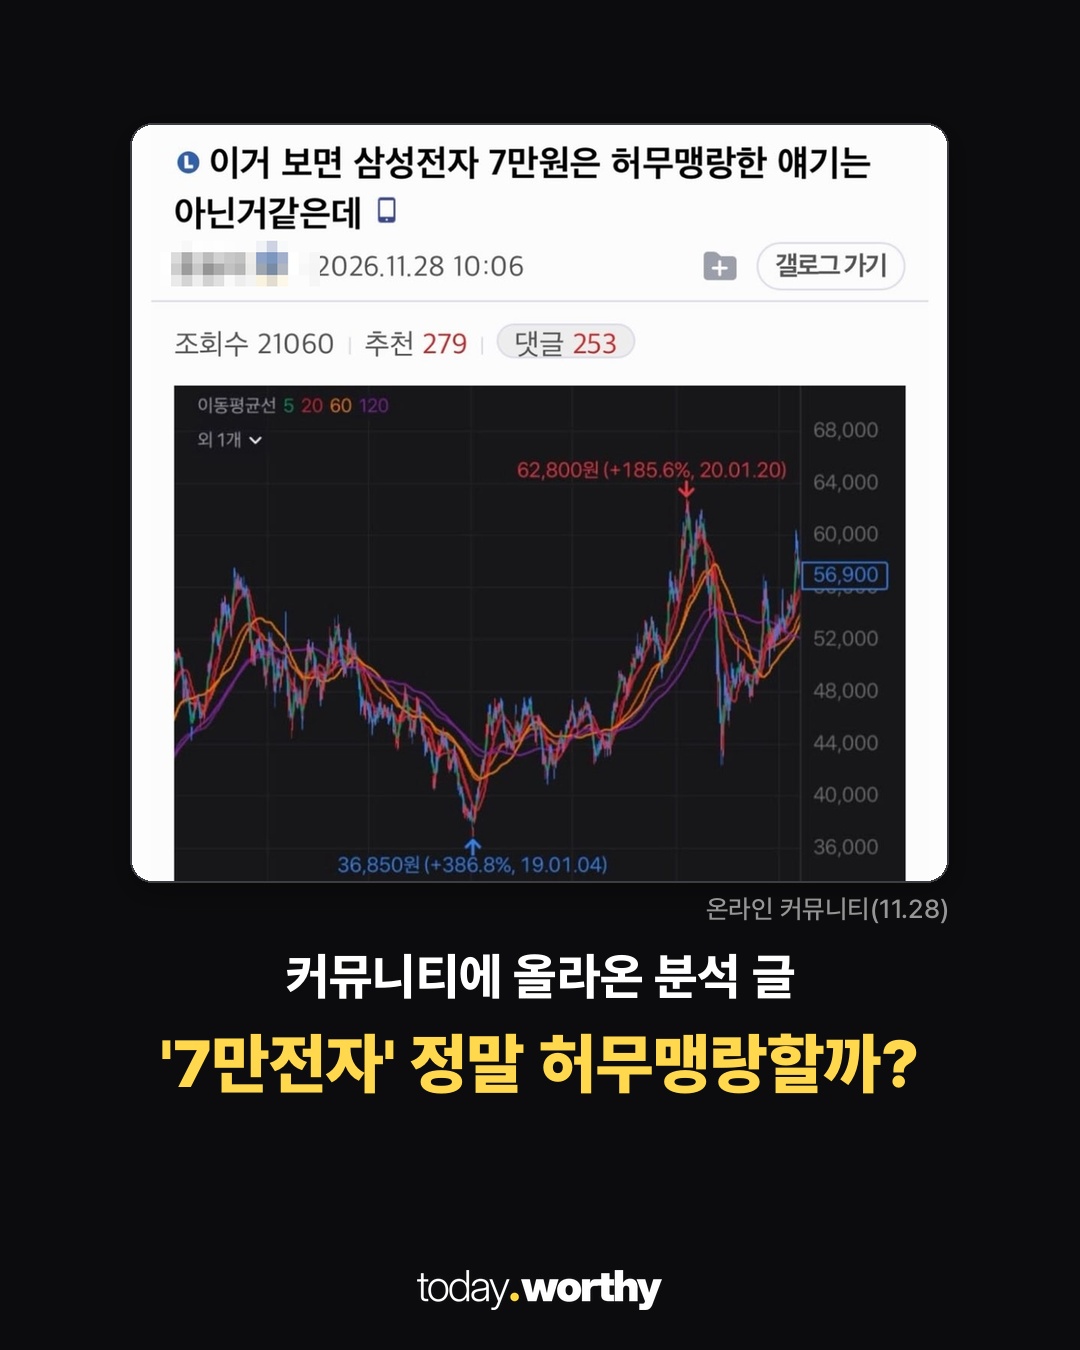 이거 보면 삼성전자 7만원은 허무맹랑한 얘기는
아닌거같은데
2026.11.28 10:06
갤로그 가기
조회수 21060 추천 279 댓글 253
이동평균선 5 20 60 120
외 1개
68,000
62,800원 (+185.6%, 20.01.20)
64,000
60,000
56,900
52,000
48,000
44,000
40,000
36,000
36,850원 (+386.8%, 19.01.04)
온라인 커뮤니티(11.28)
커뮤니티에 올라온 분석 글
'7만전자' 정말 허무맹랑할까?
today.worthy